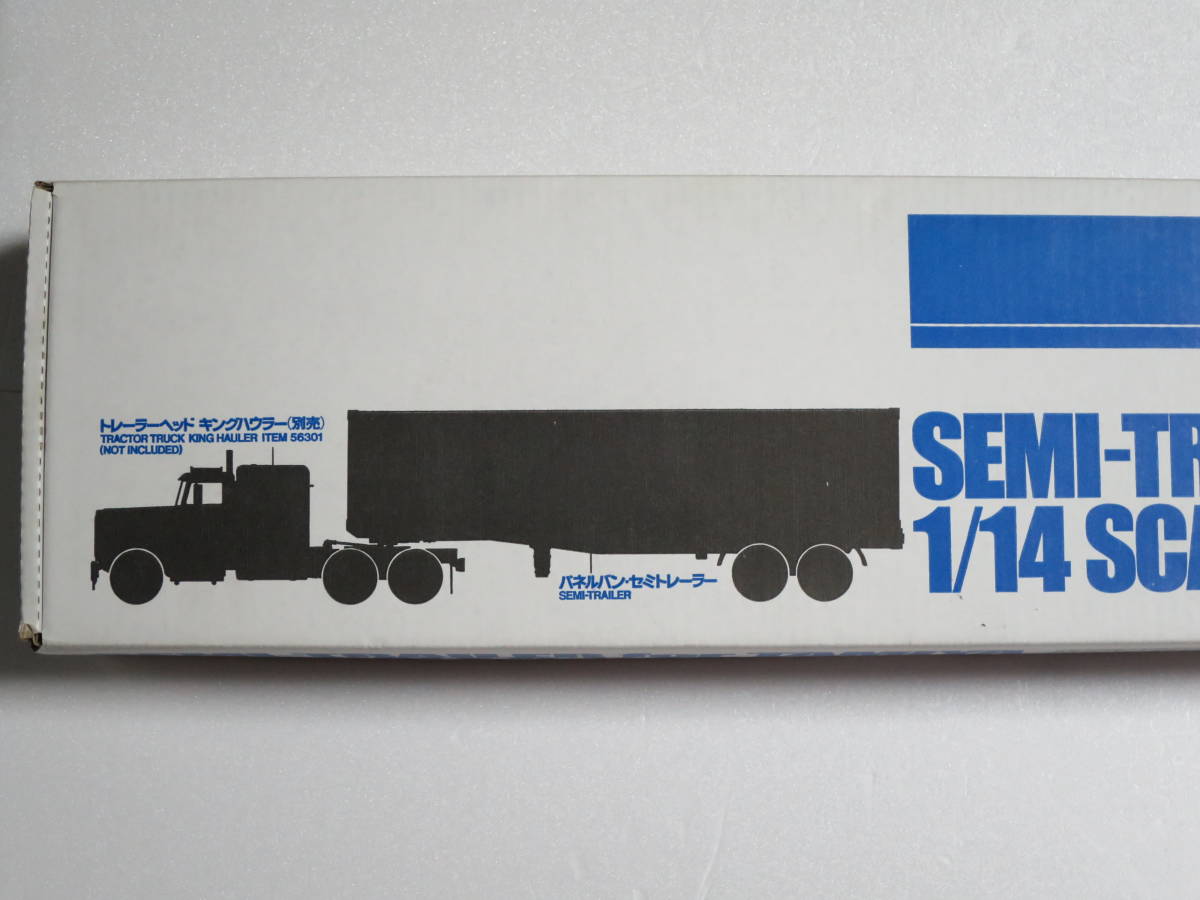 トレーラーヘッド キングハウラー(別売)
TRACTOR TRUCK KING HAULER ITEM 56301
(NOT INCLUDED)
パネルバン・セミトレーラー
SEMI-TRAILER
SEMI-TR
1/14 SCA